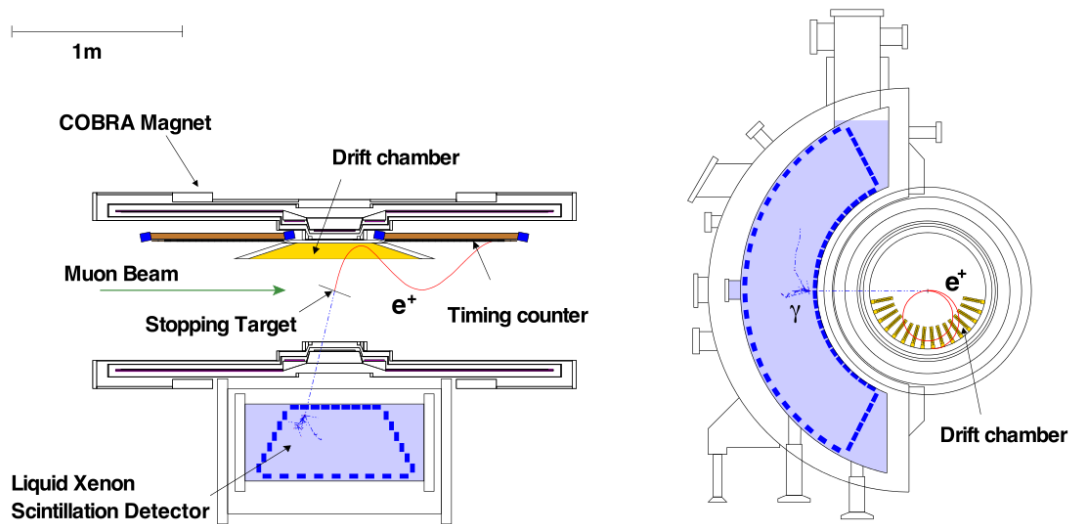 1m
COBRA Magnet
Drift chamber
Muon Beam
Stopping Target
e+
Timing counter
Liquid Xenon
Scintillation Detector
γ
e+
Drift chamber